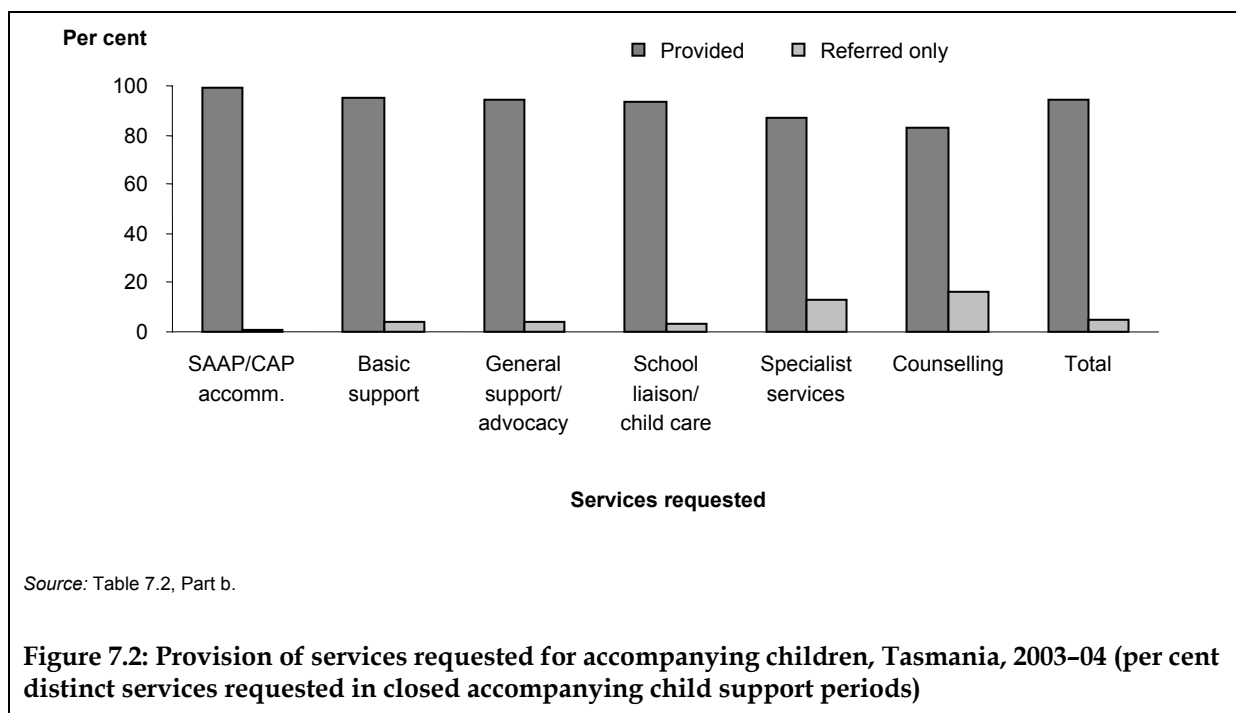 Per cent
Provided
Referred only
100
80
60
40
20
0
SAAP/CAP
accomm.
Basic
support
General
support/
advocacy
School
liaison/
child care
Specialist
services
Counselling
Total
Services requested
Source: Table 7.2, Part b.
Figure 7.2: Provision of services requested for accompanying children, Tasmania, 2003–04 (per cent
distinct services requested in closed accompanying child support periods)